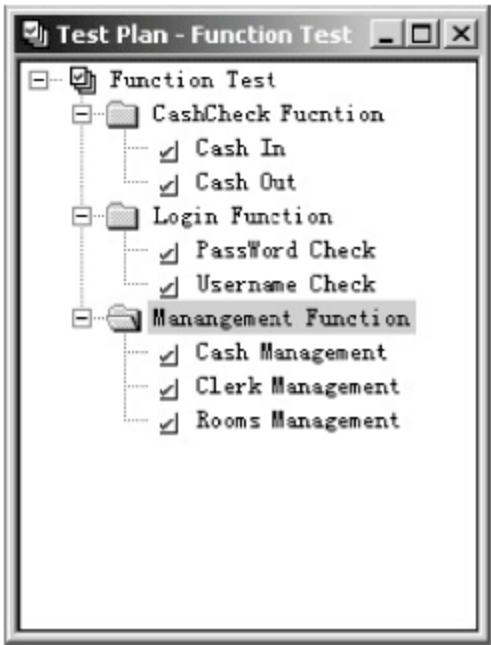 Test Plan - Function Test
Function Test
CashCheck Fucntion
Cash In
Cash Out
Login Function
PassWord Check
Username Check
Manangement Function
Cash Management
Clerk Management
Rooms Management